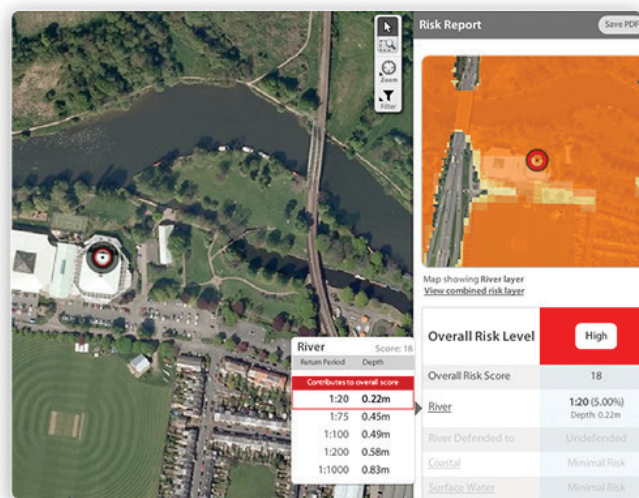 Risk Report
Save PDF
Zoom
Filter
Map showing River layer
View combined risk layer
Overall Risk Level
High
Overall Risk Score
18
River
1:20 (5.00%)
Depth: 0.22m
River Defended to
Undefended
Coastal
Minimal Risk
Surface Water
Minimal Risk
River
Score: 18
Return Period
Depth
Contributes to overall score
1:20 0.22m
1:75 0.45m
1:100 0.49m
1:200 0.58m
1:1000 0.83m